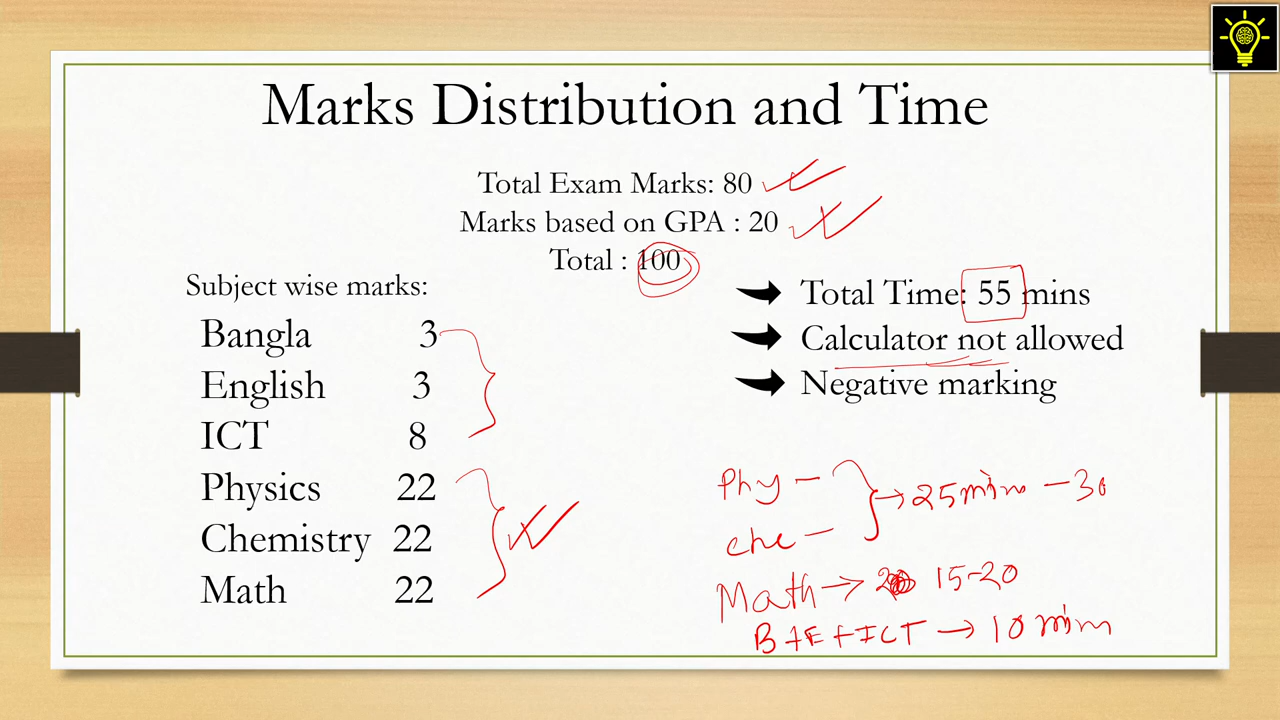 Marks Distribution and Time
Total Exam Marks: 80
Marks based on GPA : 20
Total : 100
Subject wise marks:
Bangla 3
English 3
ICT 8
Physics 22
Chemistry 22
Math 22
Total Time: 55 mins
Calculator not allowed
Negative marking
Phy - → 25 min - 30
che -
Math → 15-20
B + E + ICT → 10 min